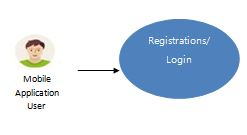 Registrations/
Login
Mobile
Application
User